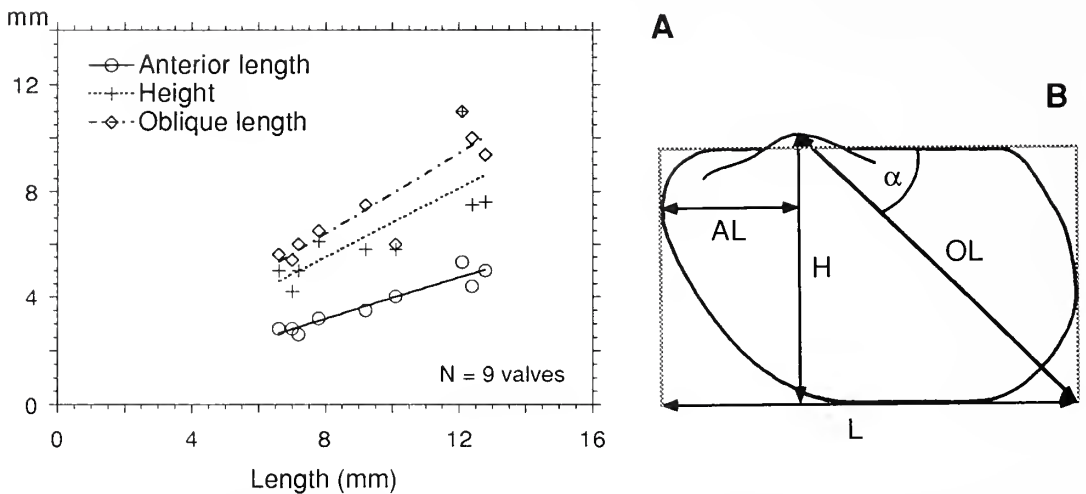 mm
A
Anterior length
Height
Oblique length
12
8
4
0
N = 9 valves
0 4 8 12 16
Length (mm)
B
α
AL
H
OL
L